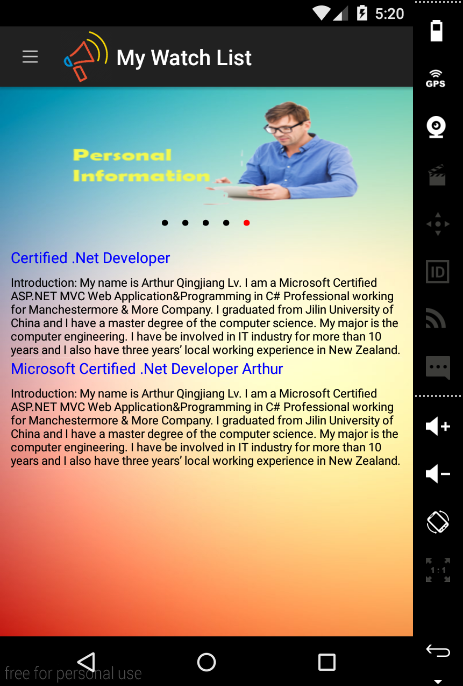 5:20
My Watch List
GPS
Personal
Information
ID
Certified .Net Developer
Introduction: My name is Arthur Qingjiang Lv. I am a Microsoft Certified
ASP.NET MVC Web Application&Programming in C# Professional working
for Manchestermore & More Company. I graduated from Jilin University of
China and I have a master degree of the computer science. My major is the
computer engineering. I have be involved in IT industry for more than 10
years and I also have three years’ local working experience in New Zealand.
Microsoft Certified .Net Developer Arthur
Introduction: My name is Arthur Qingjiang Lv. I am a Microsoft Certified
ASP.NET MVC Web Application&Programming in C# Professional working
for Manchestermore & More Company. I graduated from Jilin University of
China and I have a master degree of the computer science. My major is the
computer engineering. I have be involved in IT industry for more than 10
years and I also have three years’ local working experience in New Zealand.
1:1
free for personal use